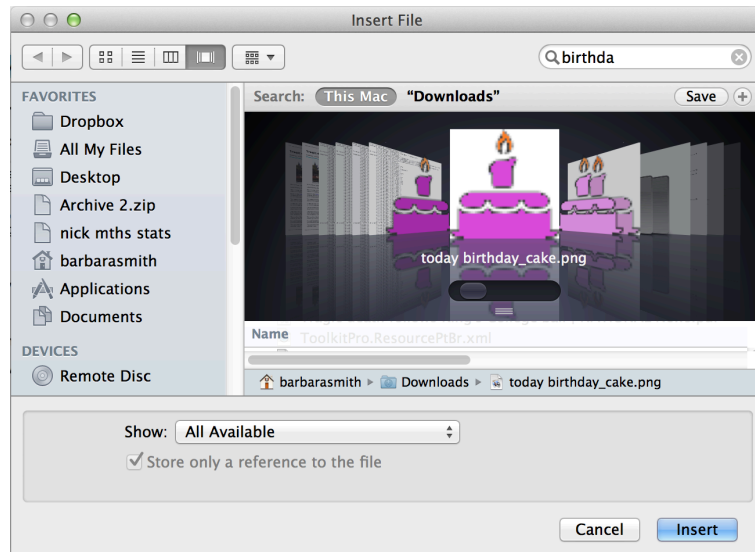 Insert File
birthda
FAVORITES
Dropbox
All My Files
Desktop
Archive 2.zip
nick mths stats
barbarasmith
Applications
Documents
DEVICES
Remote Disc
Search: This Mac “Downloads” Save
today birthday_cake.png
Name
ToolkitPro.ResourcePtBr.xml
barbarasmith ▸ Downloads ▸ today birthday_cake.png
Show: All Available
Store only a reference to the file
Cancel Insert